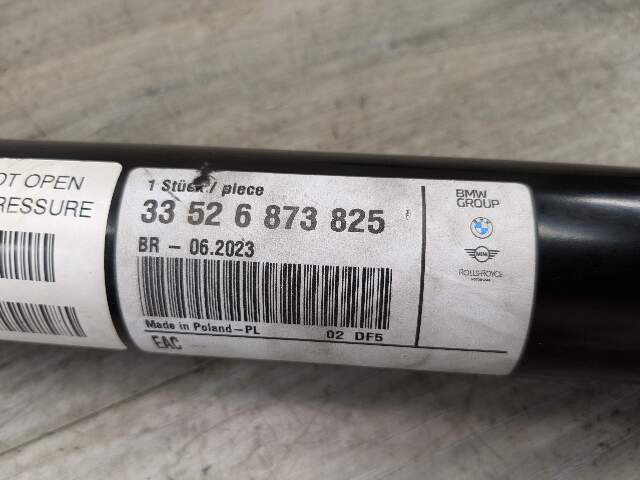 OT OPEN
RESSURE
1 Stück / piece
33 52 6 873 825
BR - 06.2023
Made in Poland-PL 02 DF5
EAC
BMW
GROUP
MINI
ROLLS-ROYCE